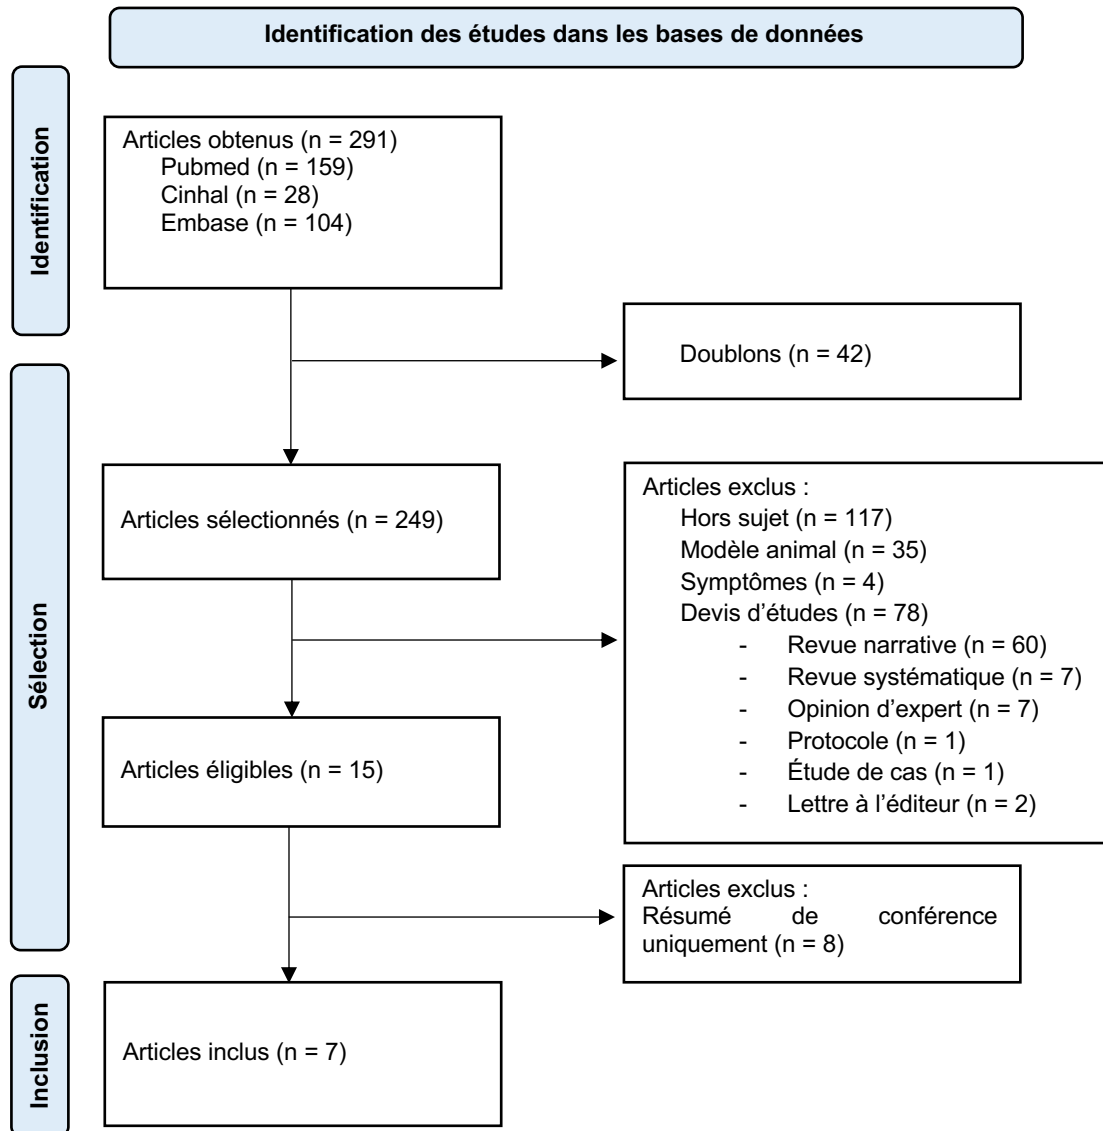 Identification des études dans les bases de données
Identification
Articles obtenus (n = 291)
Pubmed (n = 159)
Cinhal (n = 28)
Embase (n = 104)
Doublons (n = 42)
Sélection
Articles sélectionnés (n = 249)
Articles exclus :
Hors sujet (n = 117)
Modèle animal (n = 35)
Symptômes (n = 4)
Devis d'études (n = 78)
- Revue narrative (n = 60)
- Revue systématique (n = 7)
- Opinion d'expert (n = 7)
- Protocole (n = 1)
- Étude de cas (n = 1)
- Lettre à l'éditeur (n = 2)
Articles éligibles (n = 15)
Articles exclus :
Résumé de conférence
uniquement (n = 8)
Inclusion
Articles inclus (n = 7)